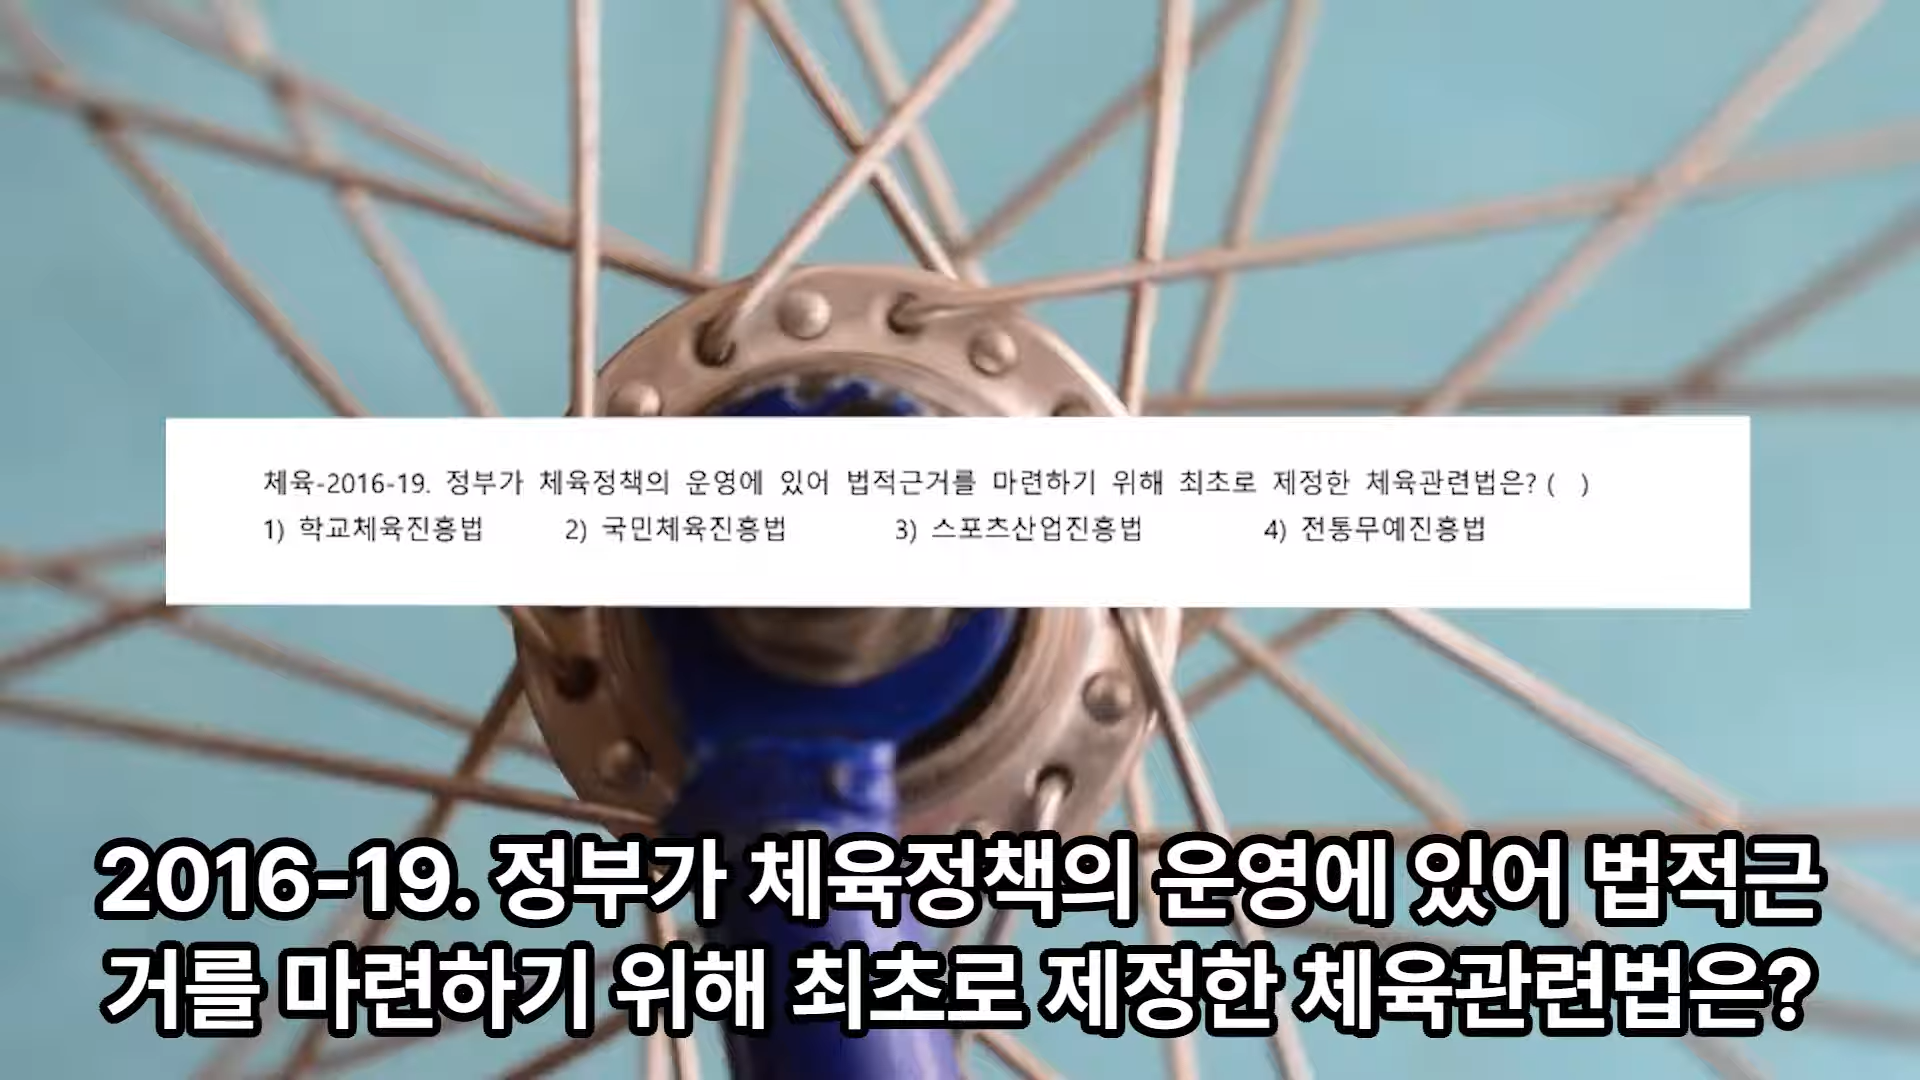 체육-2016-19. 정부가 체육정책의 운영에 있어 법적근거를 마련하기 위해 최초로 제정한 체육관련법은? (   )
1) 학교체육진흥법 2) 국민체육진흥법 3) 스포츠산업진흥법 4) 전통무예진흥법
2016-19. 정부가 체육정책의 운영에 있어 법적근
거를 마련하기 위해 최초로 제정한 체육관련법은?